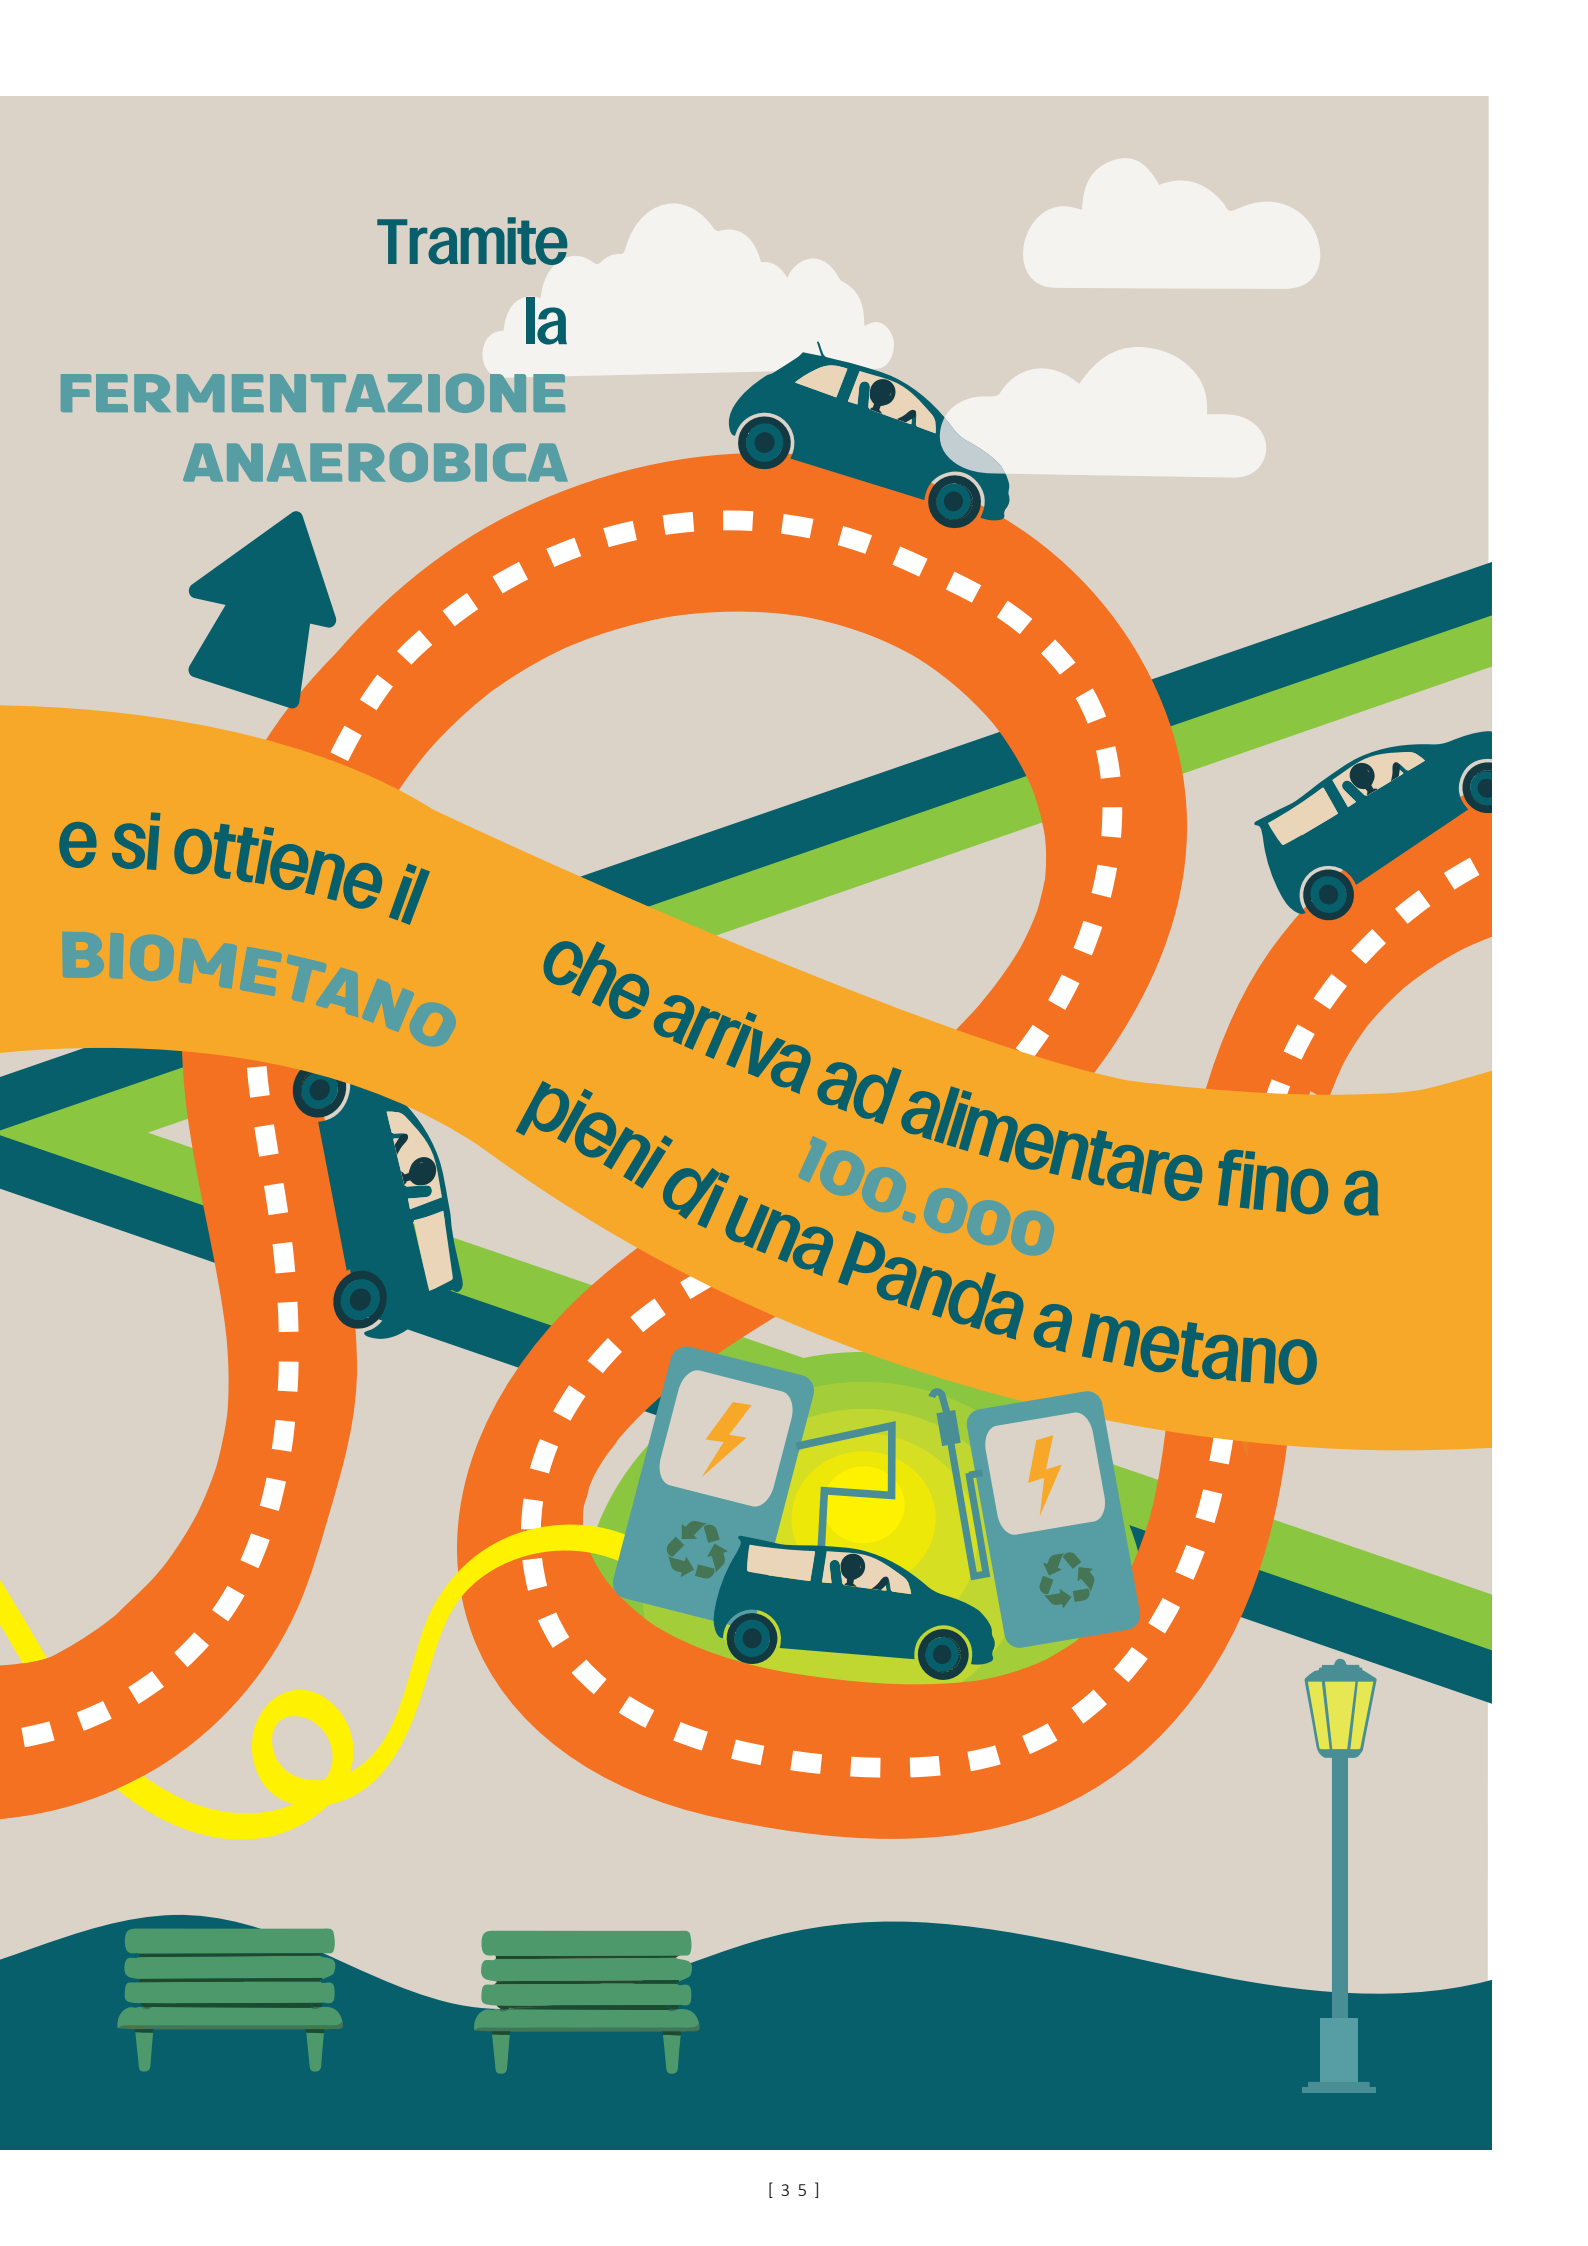 Tramite
la
FERMENTAZIONE
ANAEROBICA
e si ottiene il
BIOMETANO
che arriva ad alimentare fino a
100.000
pieni di una Panda a metano
[ 3 5 ]